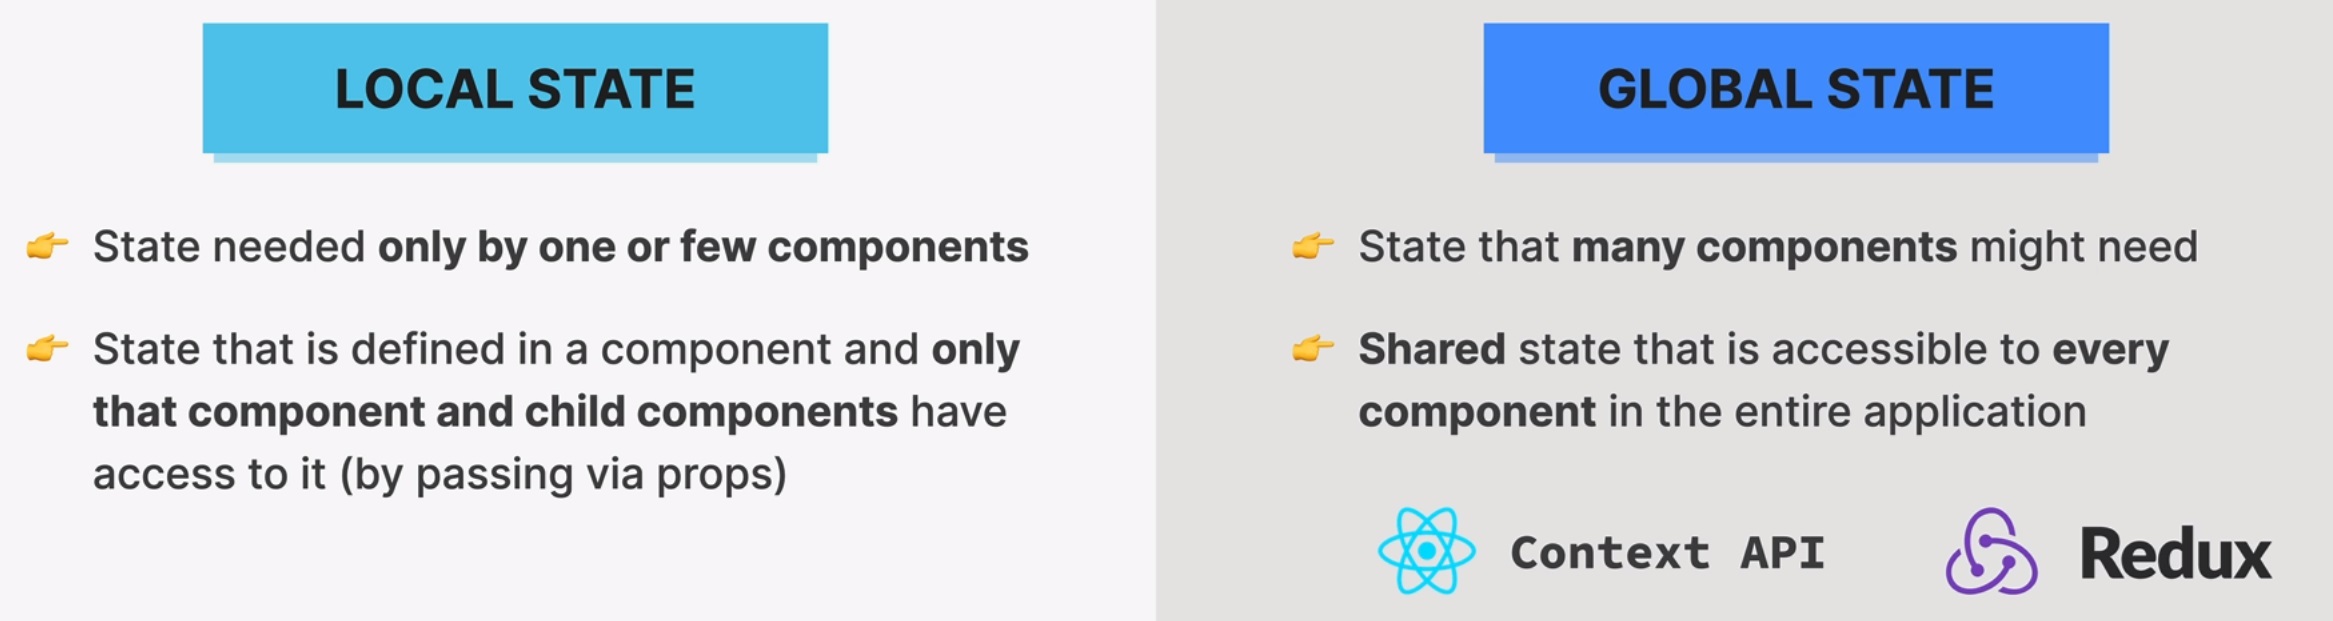 LOCAL STATE
👉 State needed only by one or few components
👉 State that is defined in a component and only
that component and child components have
access to it (by passing via props)
GLOBAL STATE
👉 State that many components might need
👉 Shared state that is accessible to every
component in the entire application
Context API
Redux